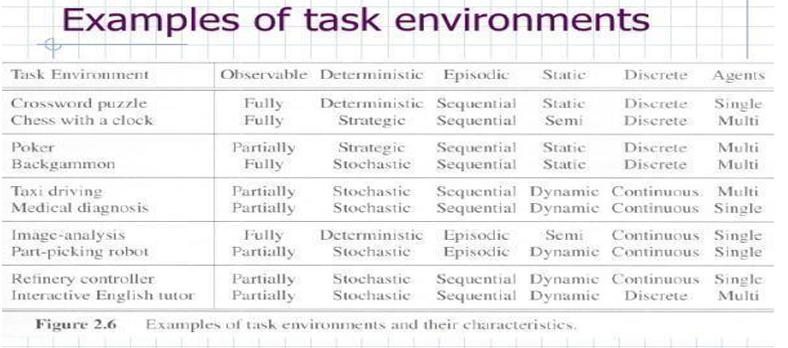 Examples of task environments
Task Environment Observable Deterministic Episodic Static Discrete Agents
Crossword puzzle Fully Deterministic Sequential Static Discrete Single
Chess with a clock Fully Strategic Sequential Semi Discrete Multi
Poker Partially Strategic Sequential Static Discrete Multi
Backgammon Fully Stochastic Sequential Static Discrete Multi
Taxi driving Partially Stochastic Sequential Dynamic Continuous Multi
Medical diagnosis Partially Stochastic Sequential Dynamic Continuous Single
Image-analysis Fully Deterministic Episodic Semi Continuous Single
Part-picking robot Partially Stochastic Episodic Dynamic Continuous Single
Refinery controller Partially Stochastic Sequential Dynamic Continuous Single
Interactive English tutor Partially Stochastic Sequential Dynamic Discrete Multi
Figure 2.6 Examples of task environments and their characteristics.